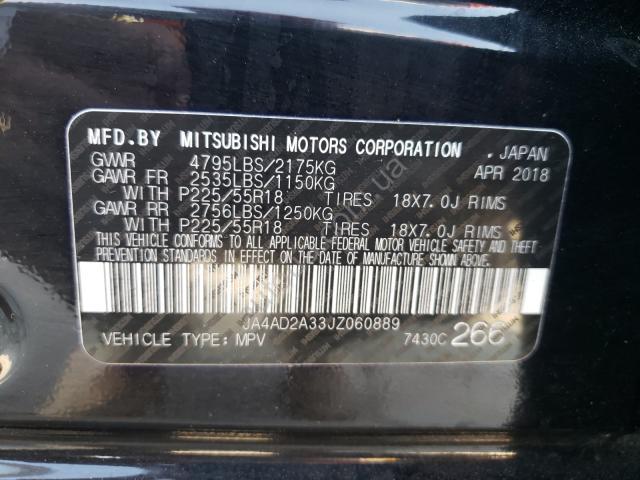 MFD.BY MITSUBISHI MOTORS CORPORATION . JAPAN
GVWR 4795LBS/2175KG APR 2018
GAWR FR 2535LBS/1150KG
WITH P225/55R18 TIRES 18X7.0J RIMS
GAWR RR 2756LBS/1250KG
WITH P225/55R18 TIRES 18X7.0J RIMS
THIS VEHICLE CONFORMS TO ALL APPLICABLE FEDERAL MOTOR VEHICLE SAFETY AND THEFT
PREVENTION STANDARDS IN EFFECT ON THE DATE OF MANUFACTURE SHOWN ABOVE.
JA4AD2A33JZ060889
VEHICLE TYPE: MPV 7430C 266